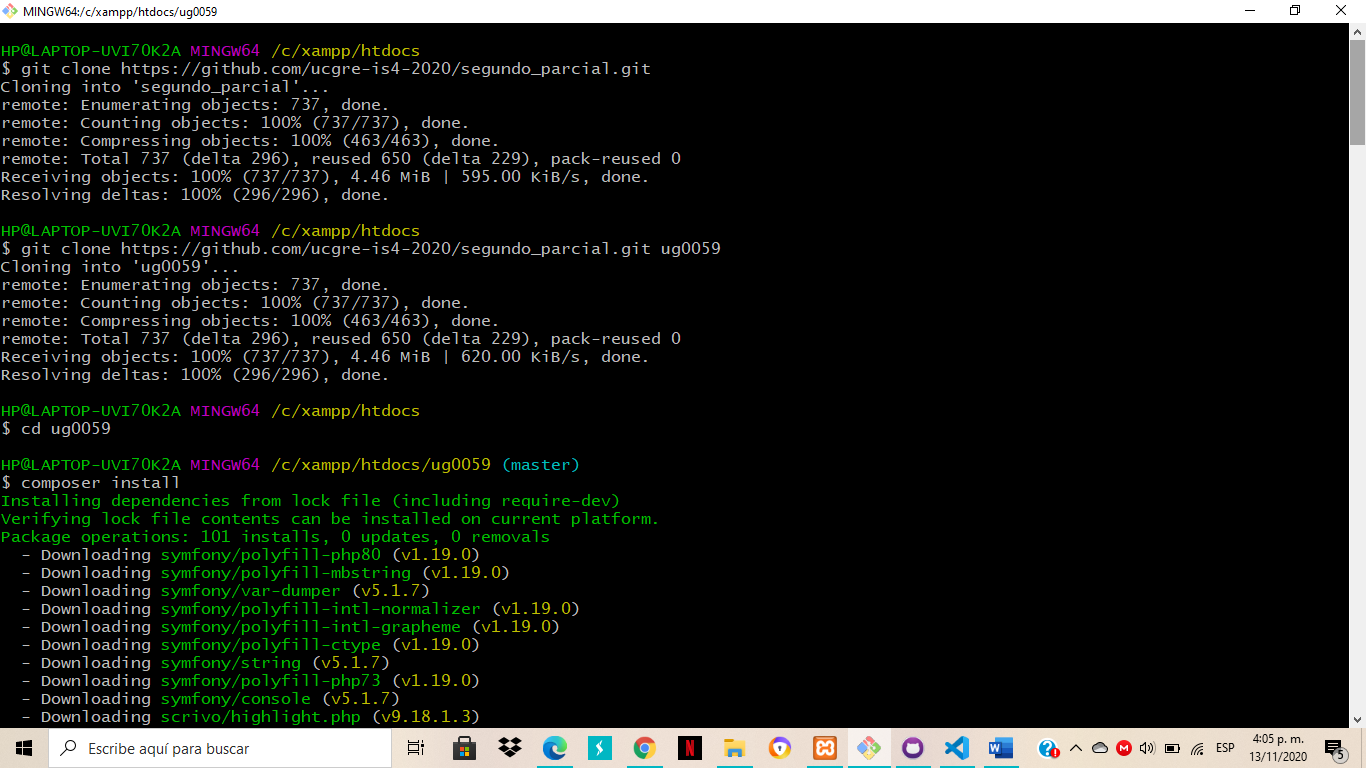 MINGW64:/c/xampp/htdocs/ug0059
HP@LAPTOP-UVI70K2A MINGW64 /c/xampp/htdocs
$ git clone https://github.com/ucgre-is4-2020/segundo_parcial.git
Cloning into 'segundo_parcial'...
remote: Enumerating objects: 737, done.
remote: Counting objects: 100% (737/737), done.
remote: Compressing objects: 100% (463/463), done.
remote: Total 737 (delta 296), reused 650 (delta 229), pack-reused 0
Receiving objects: 100% (737/737), 4.46 MiB | 595.00 KiB/s, done.
Resolving deltas: 100% (296/296), done.
HP@LAPTOP-UVI70K2A MINGW64 /c/xampp/htdocs
$ git clone https://github.com/ucgre-is4-2020/segundo_parcial.git ug0059
Cloning into 'ug0059'...
remote: Enumerating objects: 737, done.
remote: Counting objects: 100% (737/737), done.
remote: Compressing objects: 100% (463/463), done.
remote: Total 737 (delta 296), reused 650 (delta 229), pack-reused 0
Receiving objects: 100% (737/737), 4.46 MiB | 620.00 KiB/s, done.
Resolving deltas: 100% (296/296), done.
HP@LAPTOP-UVI70K2A MINGW64 /c/xampp/htdocs
$ cd ug0059
HP@LAPTOP-UVI70K2A MINGW64 /c/xampp/htdocs/ug0059 (master)
$ composer install
Installing dependencies from lock file (including require-dev)
Verifying lock file contents can be installed on current platform.
Package operations: 101 installs, 0 updates, 0 removals
- Downloading symfony/polyfill-php80 (v1.19.0)
- Downloading symfony/polyfill-mbstring (v1.19.0)
- Downloading symfony/var-dumper (v5.1.7)
- Downloading symfony/polyfill-intl-normalizer (v1.19.0)
- Downloading symfony/polyfill-intl-grapheme (v1.19.0)
- Downloading symfony/polyfill-ctype (v1.19.0)
- Downloading symfony/string (v5.1.7)
- Downloading symfony/polyfill-php73 (v1.19.0)
- Downloading symfony/console (v5.1.7)
- Downloading scrivo/highlight.php (v9.18.1.3)
Escribe aquí para buscar
ESP
4:05 p. m.
13/11/2020
5